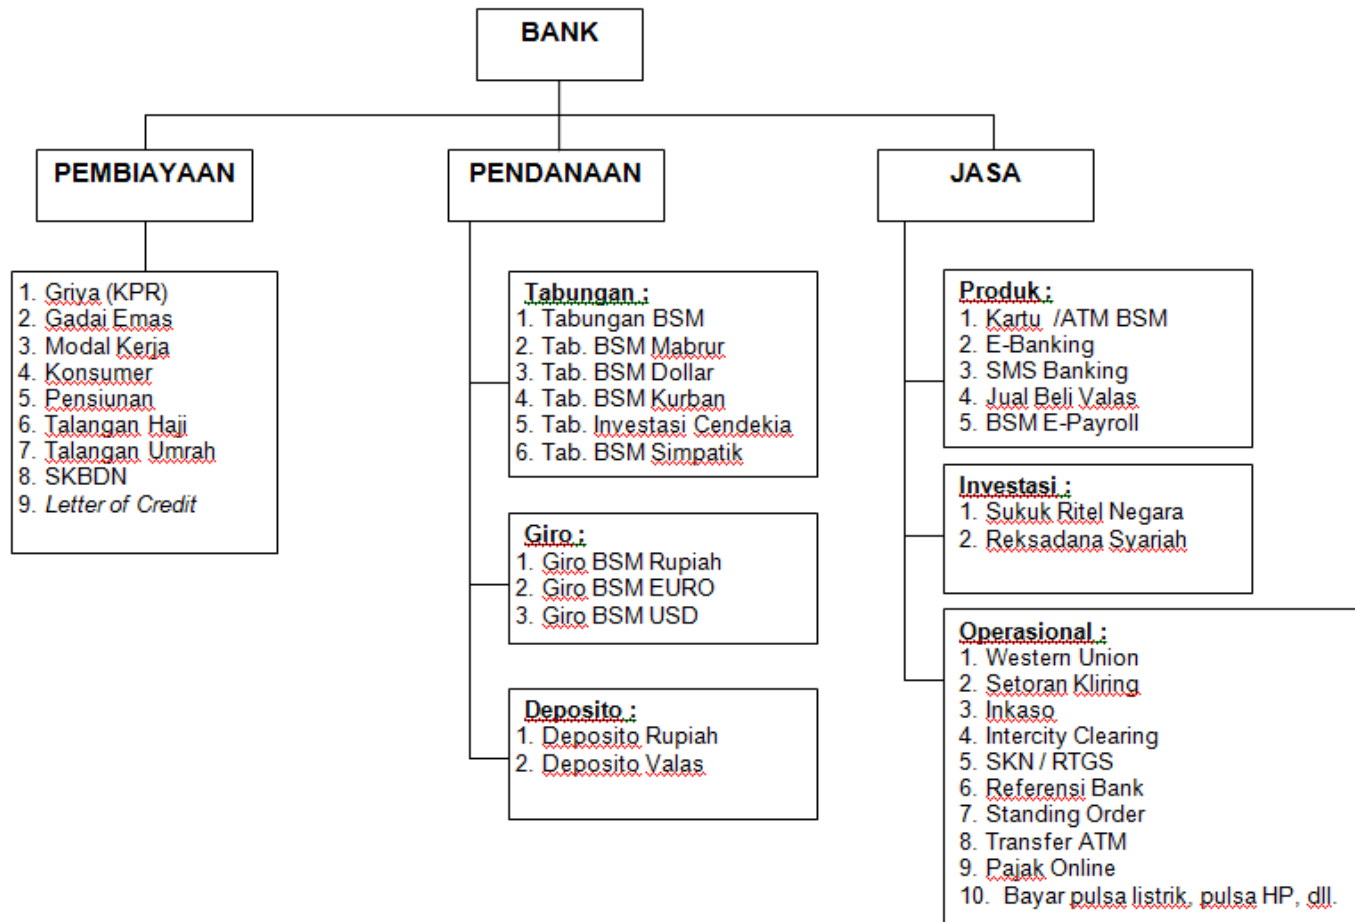 BANK
PEMBIAYAAN
1. Griya (KPR)
2. Gadai Emas
3. Modal Kerja
4. Konsumer
5. Pensiunan
6. Talangan Haji
7. Talangan Umrah
8. SKBDN
9. Letter of Credit
PENDANAAN
Tabungan :
1. Tabungan BSM
2. Tab. BSM Mabrur
3. Tab. BSM Dollar
4. Tab. BSM Kurban
5. Tab. Investasi Cendekia
6. Tab. BSM Simpatik
Giro :
1. Giro BSM Rupiah
2. Giro BSM EURO
3. Giro BSM USD
Deposito :
1. Deposito Rupiah
2. Deposito Valas
JASA
Produk :
1. Kartu /ATM BSM
2. E-Banking
3. SMS Banking
4. Jual Beli Valas
5. BSM E-Payroll
Investasi :
1. Sukuk Ritel Negara
2. Reksadana Syariah
Operasional :
1. Western Union
2. Setoran Kliring
3. Inkaso
4. Intercity Clearing
5. SKN / RTGS
6. Referensi Bank
7. Standing Order
8. Transfer ATM
9. Pajak Online
10. Bayar pulsa listrik, pulsa HP, dll.